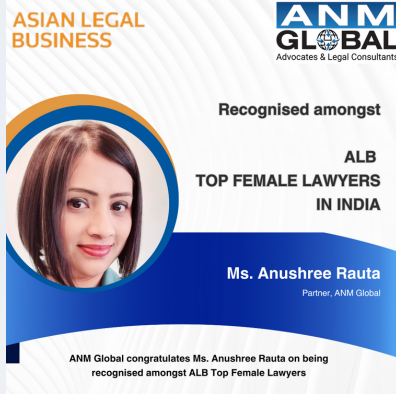 ASIAN LEGAL
BUSINESS
ANM
GLOBAL
Advocates & Legal Consultants
Recognised amongst
ALB
TOP FEMALE LAWYERS
IN INDIA
Ms. Anushree Rauta
Partner, ANM Global
ANM Global congratulates Ms. Anushree Rauta on being
recognised amongst ALB Top Female Lawyers